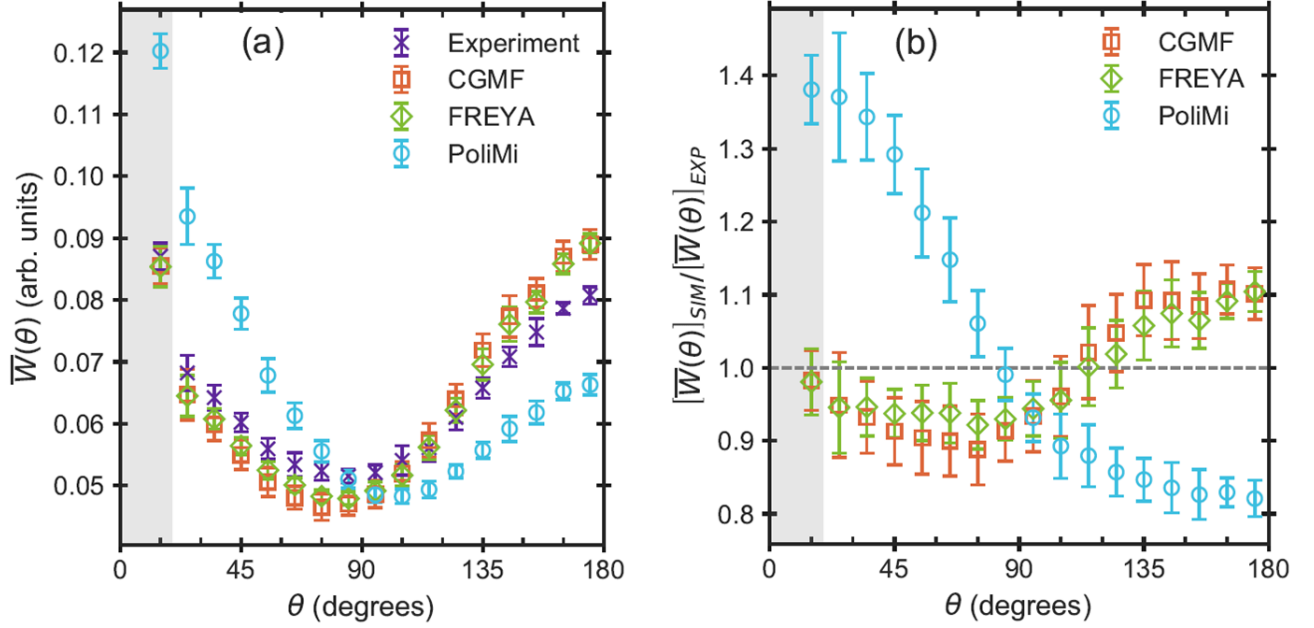 (a)
Experiment
CGMF
FREYA
PoliMi
0.12
0.11
0.10
0.09
0.08
0.07
0.06
0.05
W̅(θ) (arb. units)
0 45 90 135 180
θ (degrees)
(b)
CGMF
FREYA
PoliMi
1.4
1.3
1.2
1.1
1.0
0.9
0.8
[W̅(θ)]SIM/[W̅(θ)]EXP
0 45 90 135 180
θ (degrees)